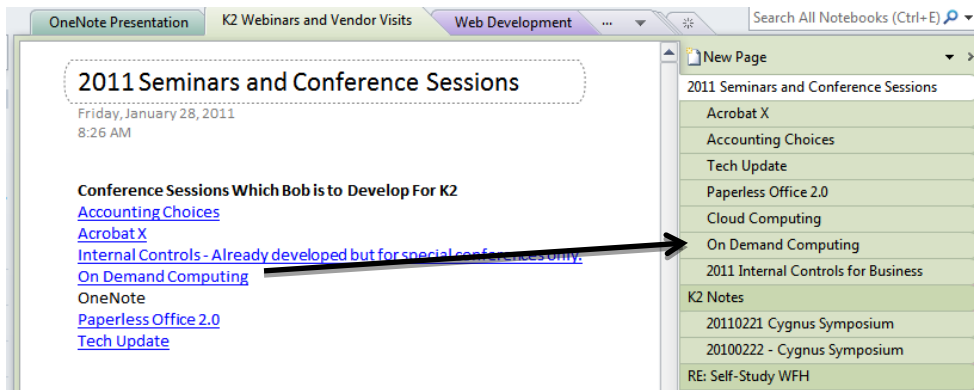 OneNote Presentation K2 Webinars and Vendor Visits Web Development ... Search All Notebooks (Ctrl+E)
2011 Seminars and Conference Sessions
Friday, January 28, 2011
8:26 AM
Conference Sessions Which Bob is to Develop For K2
Accounting Choices
Acrobat X
Internal Controls - Already developed but for special conferences only.
On Demand Computing
OneNote
Paperless Office 2.0
Tech Update
New Page
2011 Seminars and Conference Sessions
Acrobat X
Accounting Choices
Tech Update
Paperless Office 2.0
Cloud Computing
On Demand Computing
2011 Internal Controls for Business
K2 Notes
20110221 Cygnus Symposium
20100222 - Cygnus Symposium
RE: Self-Study WFH